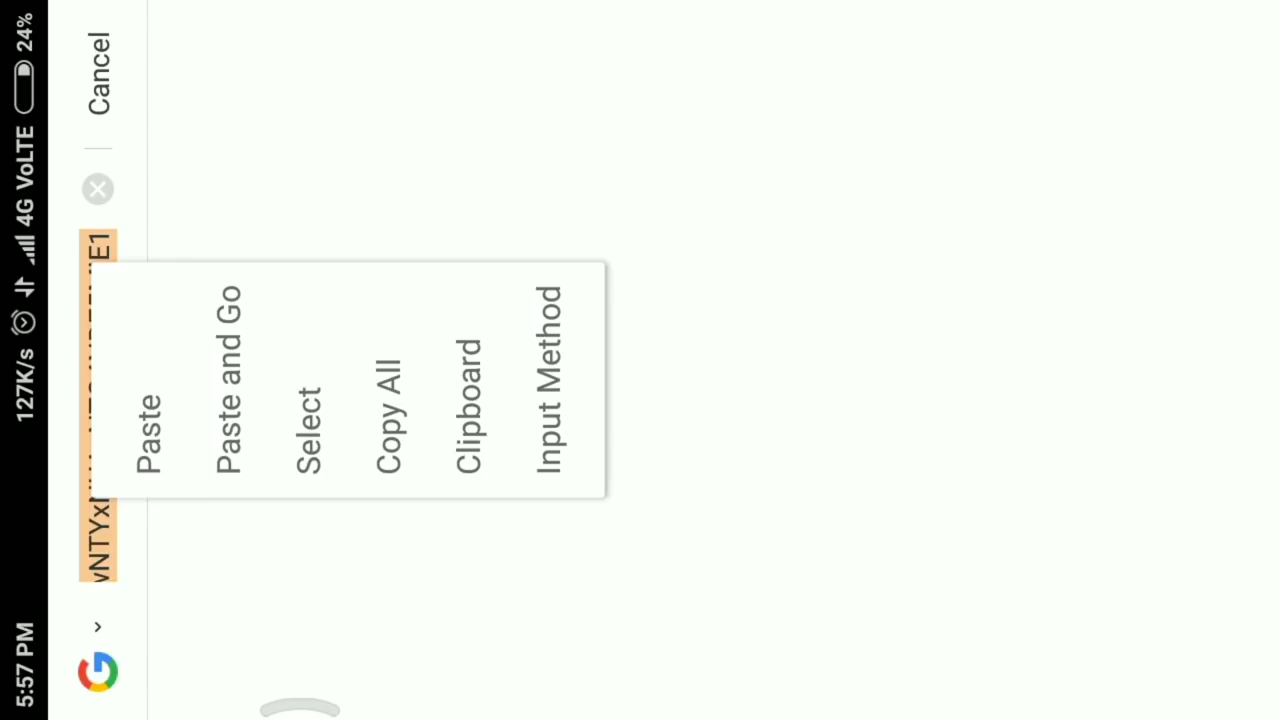 5:57 PM 127K/s 4G VoLTE 24%
Cancel
Paste
Paste and Go
Select
Copy All
Clipboard
Input Method